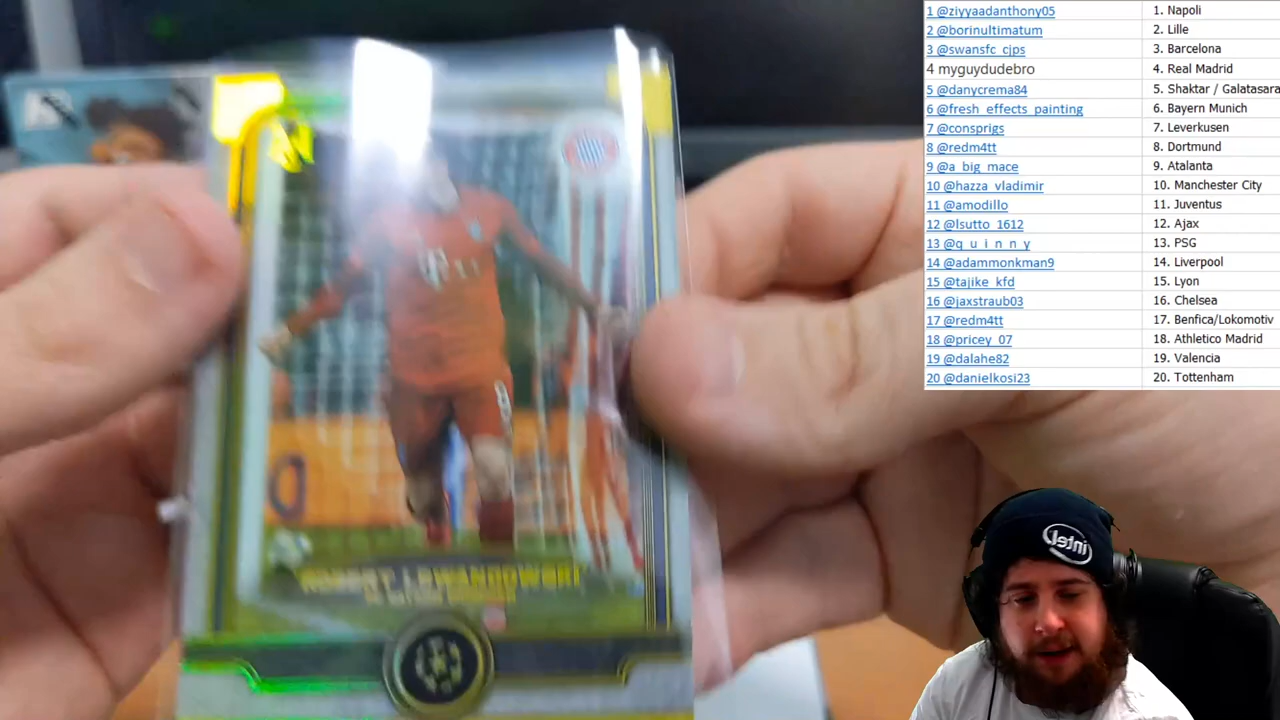 1 @ziyyaadanthony05 1. Napoli
2 @borinultimatum 2. Lille
3 @swansfc_cjps 3. Barcelona
4 myguydudebro 4. Real Madrid
5 @danycrema84 5. Shaktar / Galatasara
6 @fresh_effects_painting 6. Bayern Munich
7 @consprigs 7. Leverkusen
8 @redm4tt 8. Dortmund
9 @a_big_mace 9. Atalanta
10 @hazza_vladimir 10. Manchester City
11 @amodillo 11. Juventus
12 @lsutto_1612 12. Ajax
13 @q_u_i_n_n_y 13. PSG
14 @adammonkman9 14. Liverpool
15 @tajike_kfd 15. Lyon
16 @jaxstraub03 16. Chelsea
17 @redm4tt 17. Benfica/Lokomotiv
18 @pricey_07 18. Athletico Madrid
19 @dalahe82 19. Valencia
20 @danielkosi23 20. Tottenham
ROBERT LEWANDOWSKI
intel